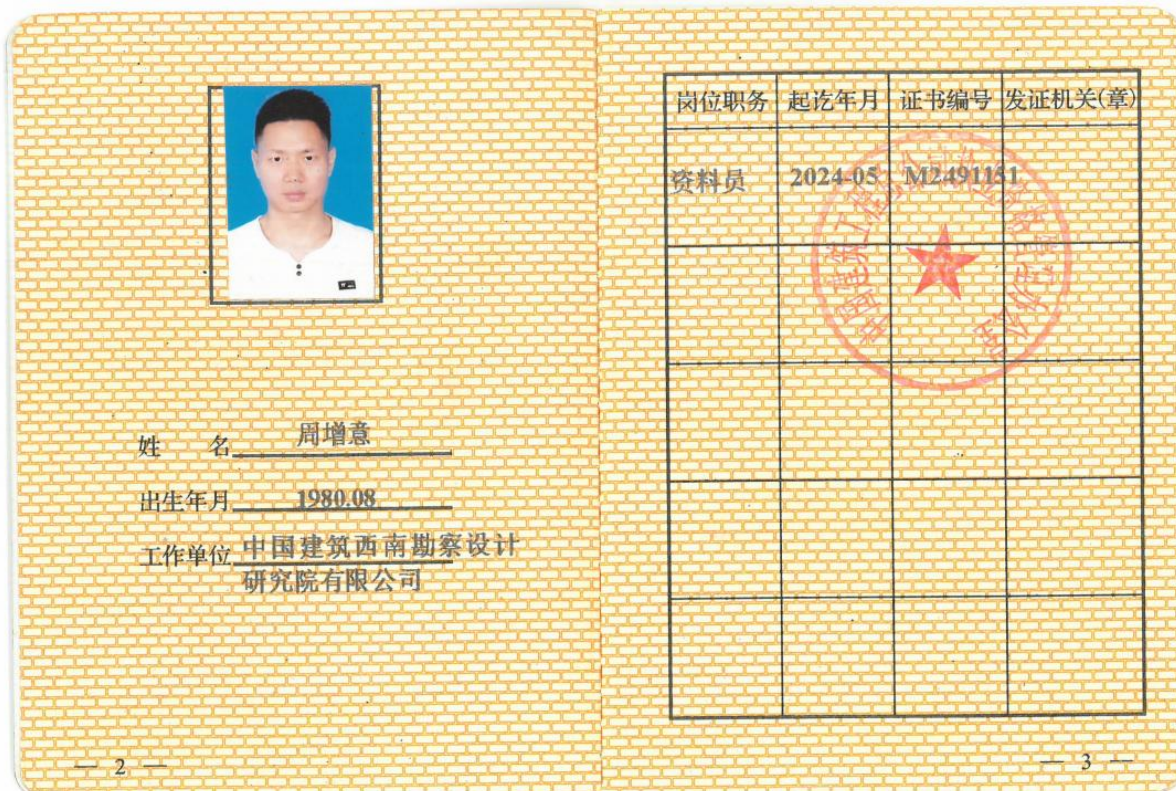 姓 名 周增意
出生年月 1980.08
工作单位 中国建筑西南勘察设计
研究院有限公司
— 2 —
岗位职务 起讫年月 证书编号 发证机关(章)
资料员 2024-05 M2491151
— 3 —